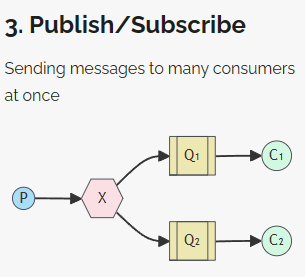 3. Publish/Subscribe
Sending messages to many consumers
at once
P
X
Q1
C1
Q2
C2